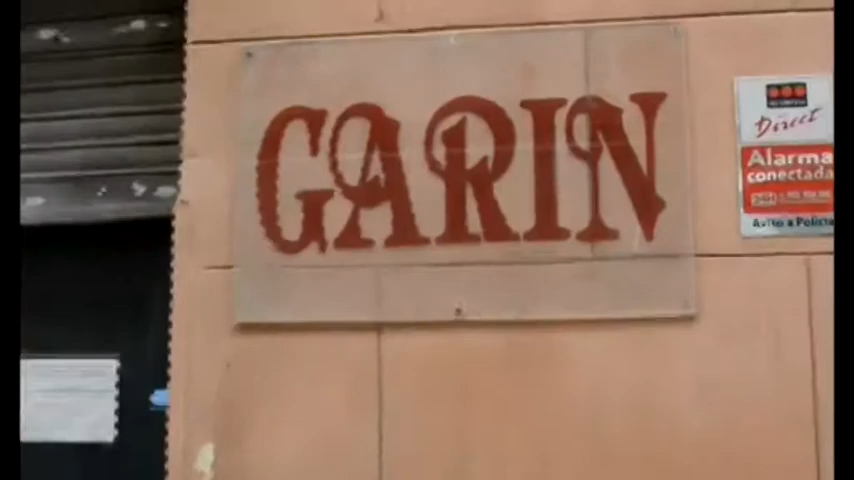 GARIN
Direct
Alarma
conectada
Aviso a Policía